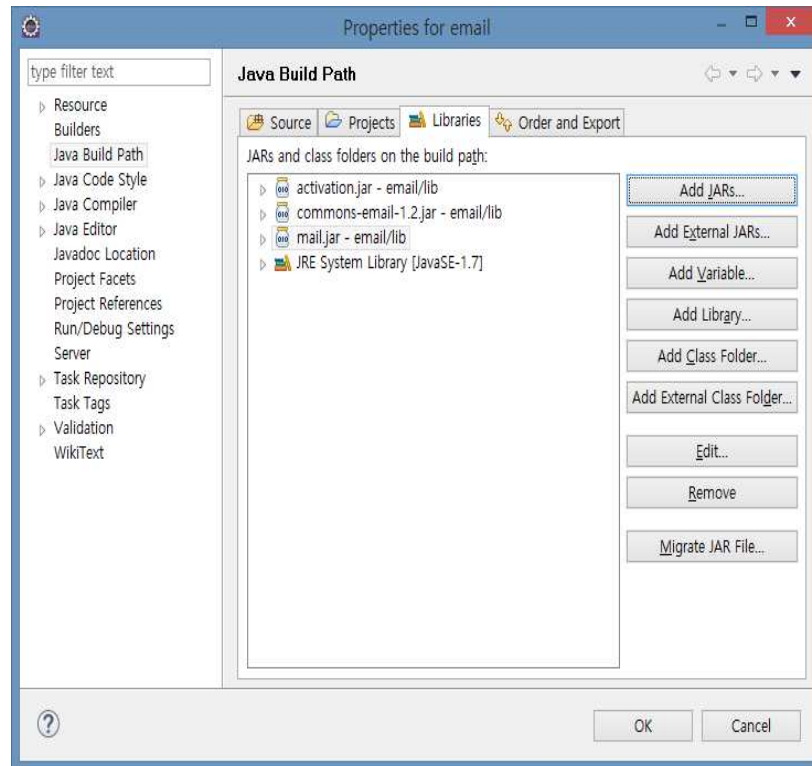 Properties for email
type filter text
Resource
Builders
Java Build Path
Java Code Style
Java Compiler
Java Editor
Javadoc Location
Project Facets
Project References
Run/Debug Settings
Server
Task Repository
Task Tags
Validation
WikiText
Java Build Path
Source Projects Libraries Order and Export
JARs and class folders on the build path:
activation.jar - email/lib
commons-email-1.2.jar - email/lib
mail.jar - email/lib
JRE System Library [JavaSE-1.7]
Add JARs...
Add External JARs...
Add Variable...
Add Library...
Add Class Folder...
Add External Class Folder...
Edit...
Remove
Migrate JAR File...
OK Cancel